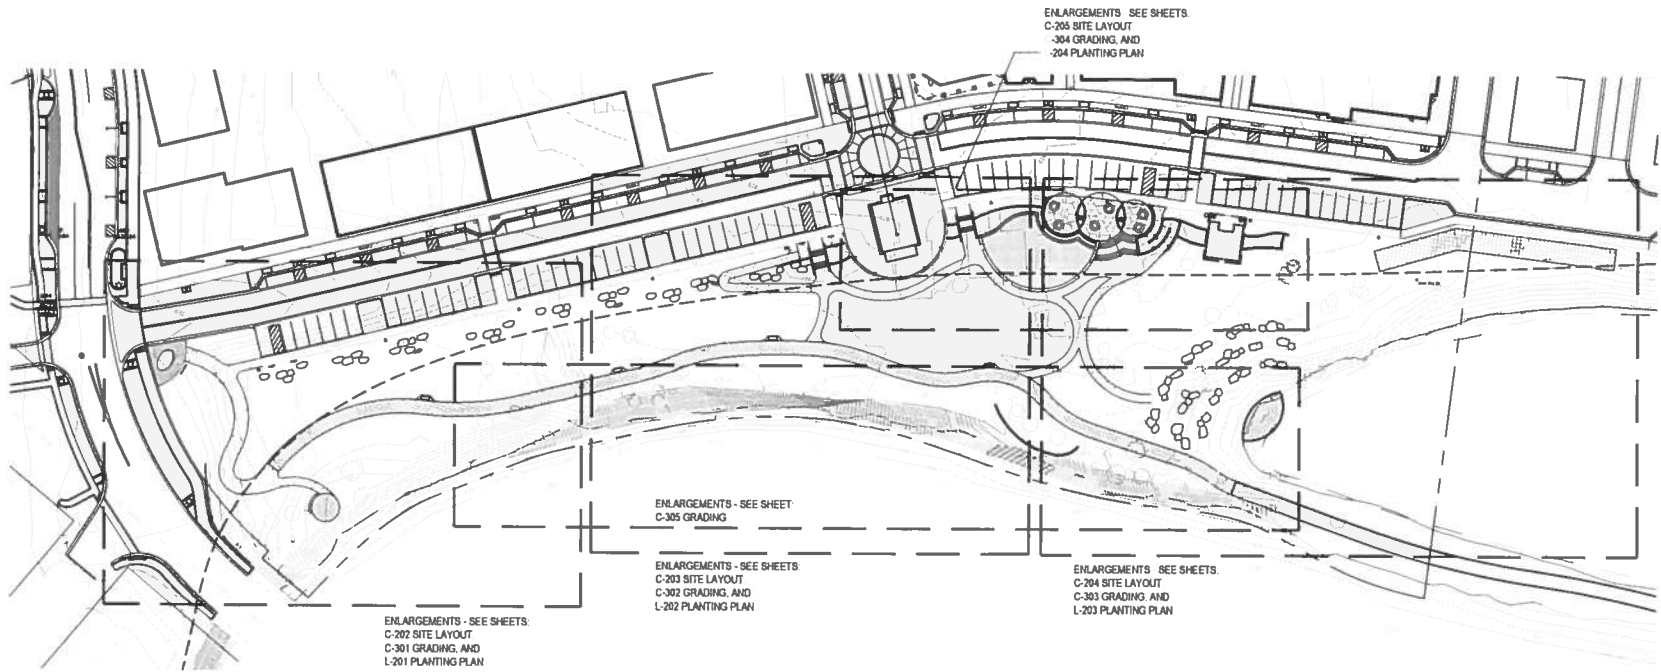 ENLARGEMENTS SEE SHEETS.
C-205 SITE LAYOUT
-304 GRADING, AND
-204 PLANTING PLAN
ENLARGEMENTS - SEE SHEET:
C-305 GRADING
ENLARGEMENTS - SEE SHEETS:
C-203 SITE LAYOUT
C-302 GRADING, AND
L-202 PLANTING PLAN
ENLARGEMENTS SEE SHEETS.
C-204 SITE LAYOUT
C-303 GRADING, AND
L-203 PLANTING PLAN
ENLARGEMENTS - SEE SHEETS:
C-202 SITE LAYOUT
C-301 GRADING, AND
L-201 PLANTING PLAN